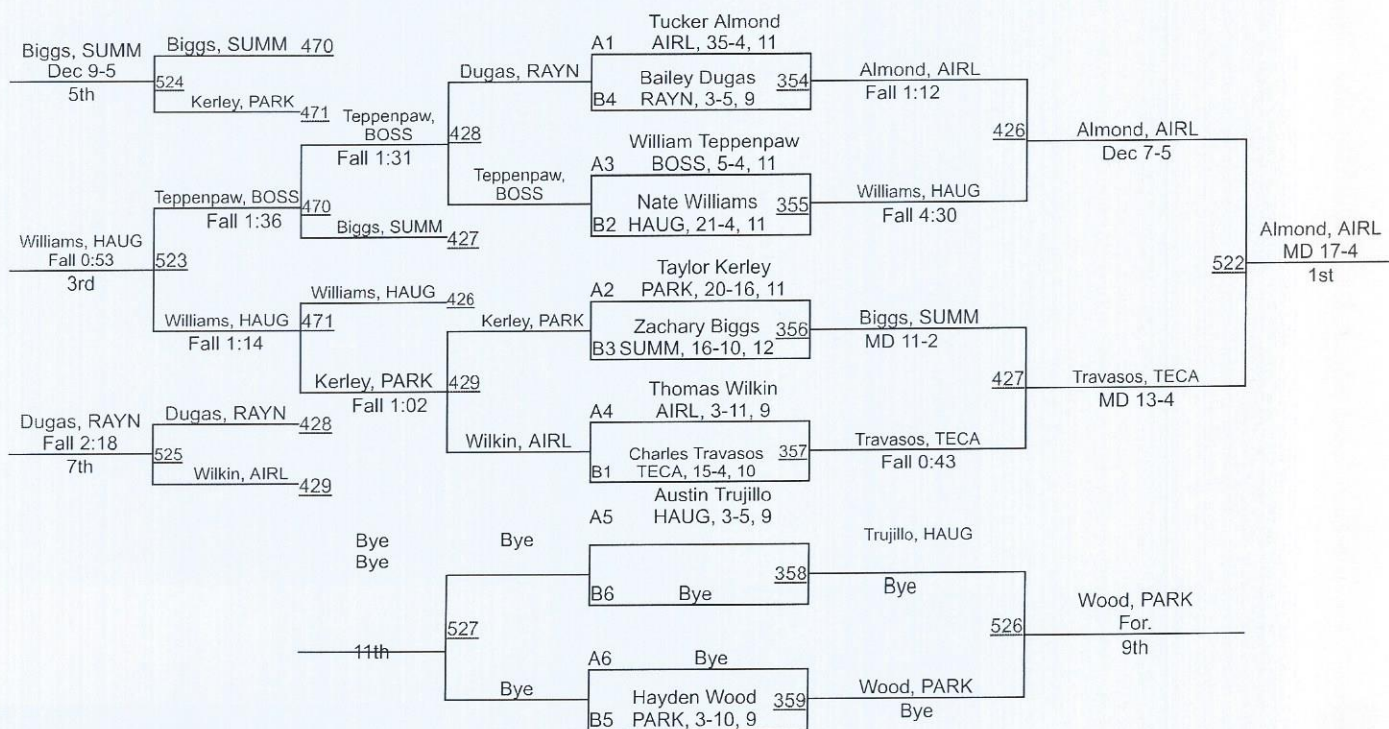 Tucker Almond
A1 AIRL, 35-4, 11
Bailey Dugas 354
B4 RAYN, 3-5, 9
William Teppenpaw
A3 BOSS, 5-4, 11
Nate Williams 355
B2 HAUG, 21-4, 11
Taylor Kerley
A2 PARK, 20-16, 11
Zachary Biggs 356
B3 SUMM, 16-10, 12
Thomas Wilkin
A4 AIRL, 3-11, 9
Charles Travasos 357
B1 TECA, 15-4, 10
Austin Trujillo
A5 HAUG, 3-5, 9
358
B6 Bye
A6 Bye
Hayden Wood 359
B5 PARK, 3-10, 9
Almond, AIRL
Fall 1:12
426
Williams, HAUG
Fall 4:30
Biggs, SUMM
MD 11-2
427
Travasos, TECA
Fall 0:43
Trujillo, HAUG
Bye
526
Wood, PARK
Bye
Almond, AIRL
Dec 7-5
522
Travasos, TECA
MD 13-4
Wood, PARK
For.
9th
Almond, AIRL
MD 17-4
1st
Dugas, RAYN
428
Teppenpaw,
BOSS
Kerley, PARK
429
Wilkin, AIRL
Bye
527
Bye
Teppenpaw,
BOSS
Fall 1:31
470
Biggs, SUMM 427
Williams, HAUG 426
471
Kerley, PARK
Fall 1:02
Bye
Bye
11th
Biggs, SUMM 470
524
Kerley, PARK 471
Teppenpaw, BOSS
Fall 1:36
523
Williams, HAUG
Fall 1:14
Dugas, RAYN 428
525
Wilkin, AIRL 429
Biggs, SUMM
Dec 9-5
5th
Williams, HAUG
Fall 0:53
3rd
Dugas, RAYN
Fall 2:18
7th